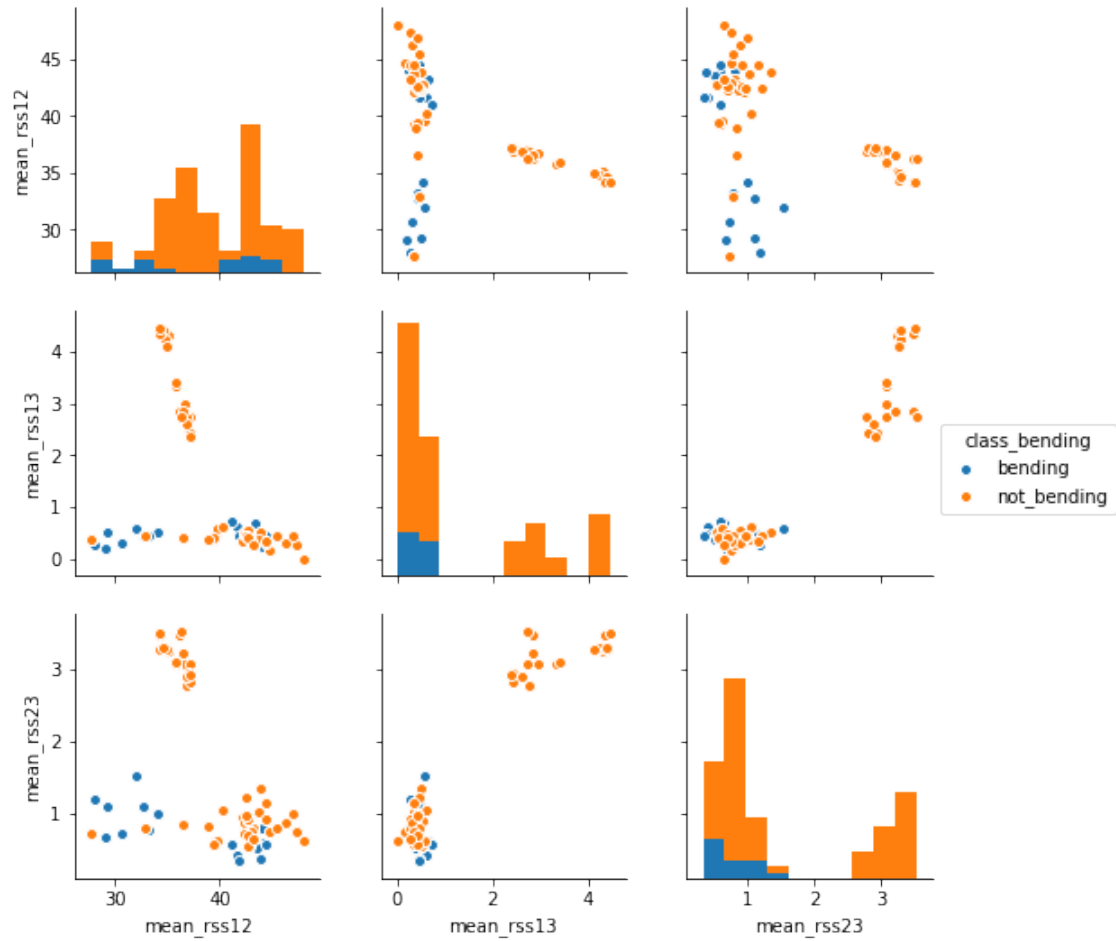 mean_rss12
45
40
35
30
mean_rss13
4
3
2
1
0
class_bending
bending
not_bending
mean_rss23
3
2
1
30
40
0
2
4
1
2
3
mean_rss12
mean_rss13
mean_rss23